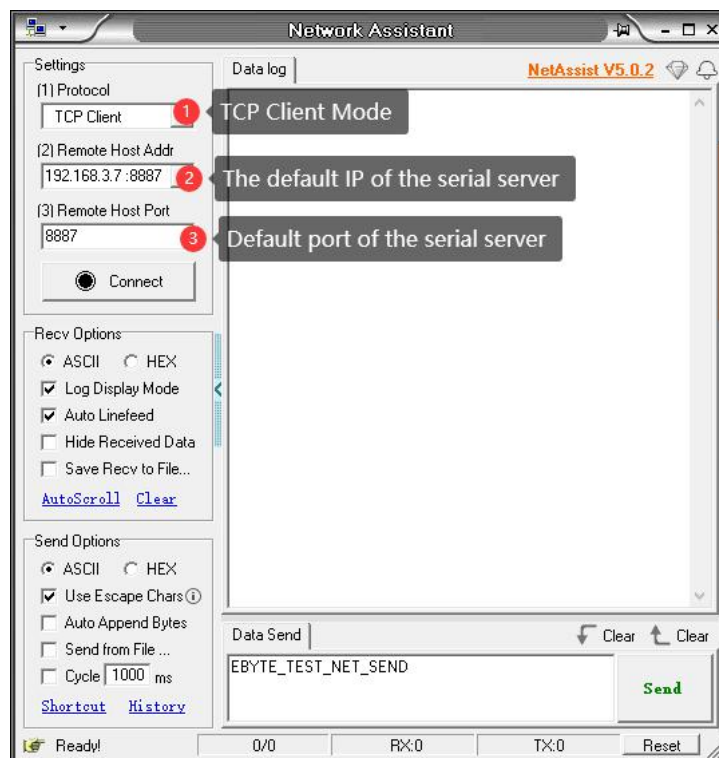 Network Assistant
Settings
Data log
NetAssist V5.0.2
(1) Protocol
TCP Client
1
TCP Client Mode
(2) Remote Host Addr
192.168.3.7 :8887
2
The default IP of the serial server
(3) Remote Host Port
8887
3
Default port of the serial server
Connect
Recv Options
ASCII HEX
Log Display Mode
Auto Linefeed
Hide Received Data
Save Recv to File...
AutoScroll Clear
Send Options
ASCII HEX
Use Escape Chars
Auto Append Bytes
Send from File ...
Cycle 1000 ms
Shortcut History
Data Send
Clear Clear
EBYTE_TEST_NET_SEND
Send
Ready!
0/0
RX:0
TX:0
Reset